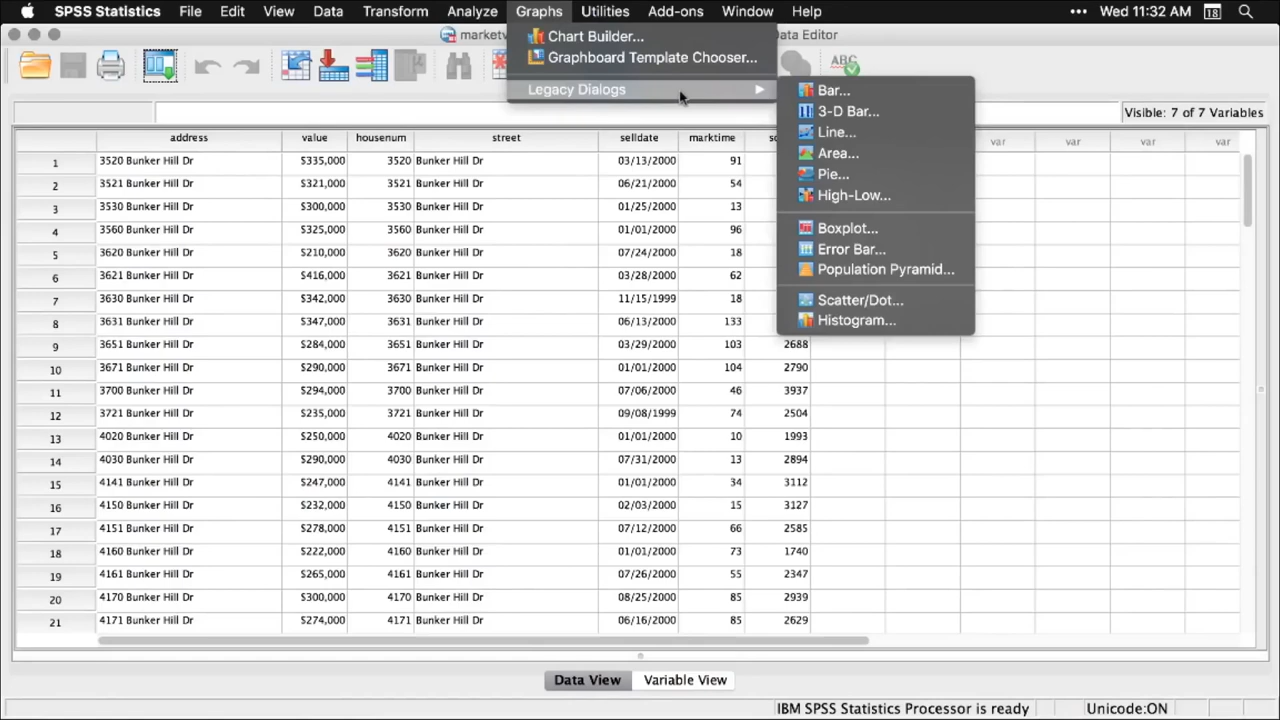 SPSS Statistics File Edit View Data Transform Analyze Graphs Utilities Add-ons Window Help ••• Wed 11:32 AM 18
Data Editor
Chart Builder...
Graphboard Template Chooser...
Legacy Dialogs
ABC
Bar...
3-D Bar...
Line...
Area...
Pie...
High-Low...
Boxplot...
Error Bar...
Population Pyramid...
Scatter/Dot...
Histogram...
Visible: 7 of 7 Variables
address value housenum street selldate marktime var var var var
1 3520 Bunker Hill Dr $335,000 3520 Bunker Hill Dr 03/13/2000 91
2 3521 Bunker Hill Dr $321,000 3521 Bunker Hill Dr 06/21/2000 54
3 3530 Bunker Hill Dr $300,000 3530 Bunker Hill Dr 01/25/2000 13
4 3560 Bunker Hill Dr $325,000 3560 Bunker Hill Dr 01/01/2000 96
5 3620 Bunker Hill Dr $210,000 3620 Bunker Hill Dr 07/24/2000 18
6 3621 Bunker Hill Dr $416,000 3621 Bunker Hill Dr 03/28/2000 62
7 3630 Bunker Hill Dr $342,000 3630 Bunker Hill Dr 11/15/1999 18
8 3631 Bunker Hill Dr $347,000 3631 Bunker Hill Dr 06/13/2000 133
9 3651 Bunker Hill Dr $284,000 3651 Bunker Hill Dr 03/29/2000 103 2688
10 3671 Bunker Hill Dr $290,000 3671 Bunker Hill Dr 01/01/2000 104 2790
11 3700 Bunker Hill Dr $294,000 3700 Bunker Hill Dr 07/06/2000 46 3937
12 3721 Bunker Hill Dr $235,000 3721 Bunker Hill Dr 09/08/1999 74 2504
13 4020 Bunker Hill Dr $250,000 4020 Bunker Hill Dr 01/01/2000 10 1993
14 4030 Bunker Hill Dr $290,000 4030 Bunker Hill Dr 07/31/2000 13 2894
15 4141 Bunker Hill Dr $247,000 4141 Bunker Hill Dr 01/01/2000 34 3112
16 4150 Bunker Hill Dr $232,000 4150 Bunker Hill Dr 02/03/2000 15 3127
17 4151 Bunker Hill Dr $278,000 4151 Bunker Hill Dr 07/12/2000 66 2585
18 4160 Bunker Hill Dr $222,000 4160 Bunker Hill Dr 01/01/2000 73 1740
19 4161 Bunker Hill Dr $265,000 4161 Bunker Hill Dr 07/26/2000 55 2347
20 4170 Bunker Hill Dr $300,000 4170 Bunker Hill Dr 08/25/2000 85 2939
21 4171 Bunker Hill Dr $274,000 4171 Bunker Hill Dr 06/16/2000 85 2629
Data View Variable View
IBM SPSS Statistics Processor is ready Unicode:ON